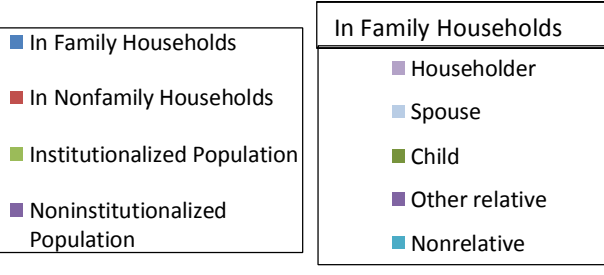 In Family Households
In Nonfamily Households
Institutionalized Population
Noninstitutionalized
Population
In Family Households
Householder
Spouse
Child
Other relative
Nonrelative